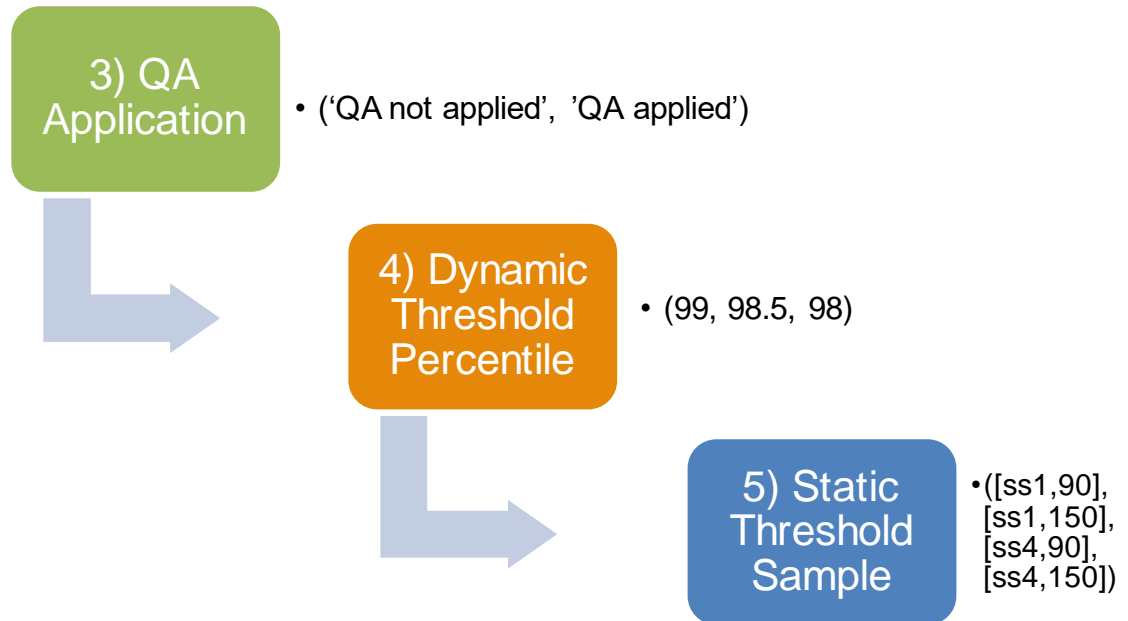 3) QA
Application
• (‘QA not applied’, ’QA applied’)
4) Dynamic
Threshold
Percentile
• (99, 98.5, 98)
5) Static
Threshold
Sample
•([ss1,90],
[ss1,150],
[ss4,90],
[ss4,150])